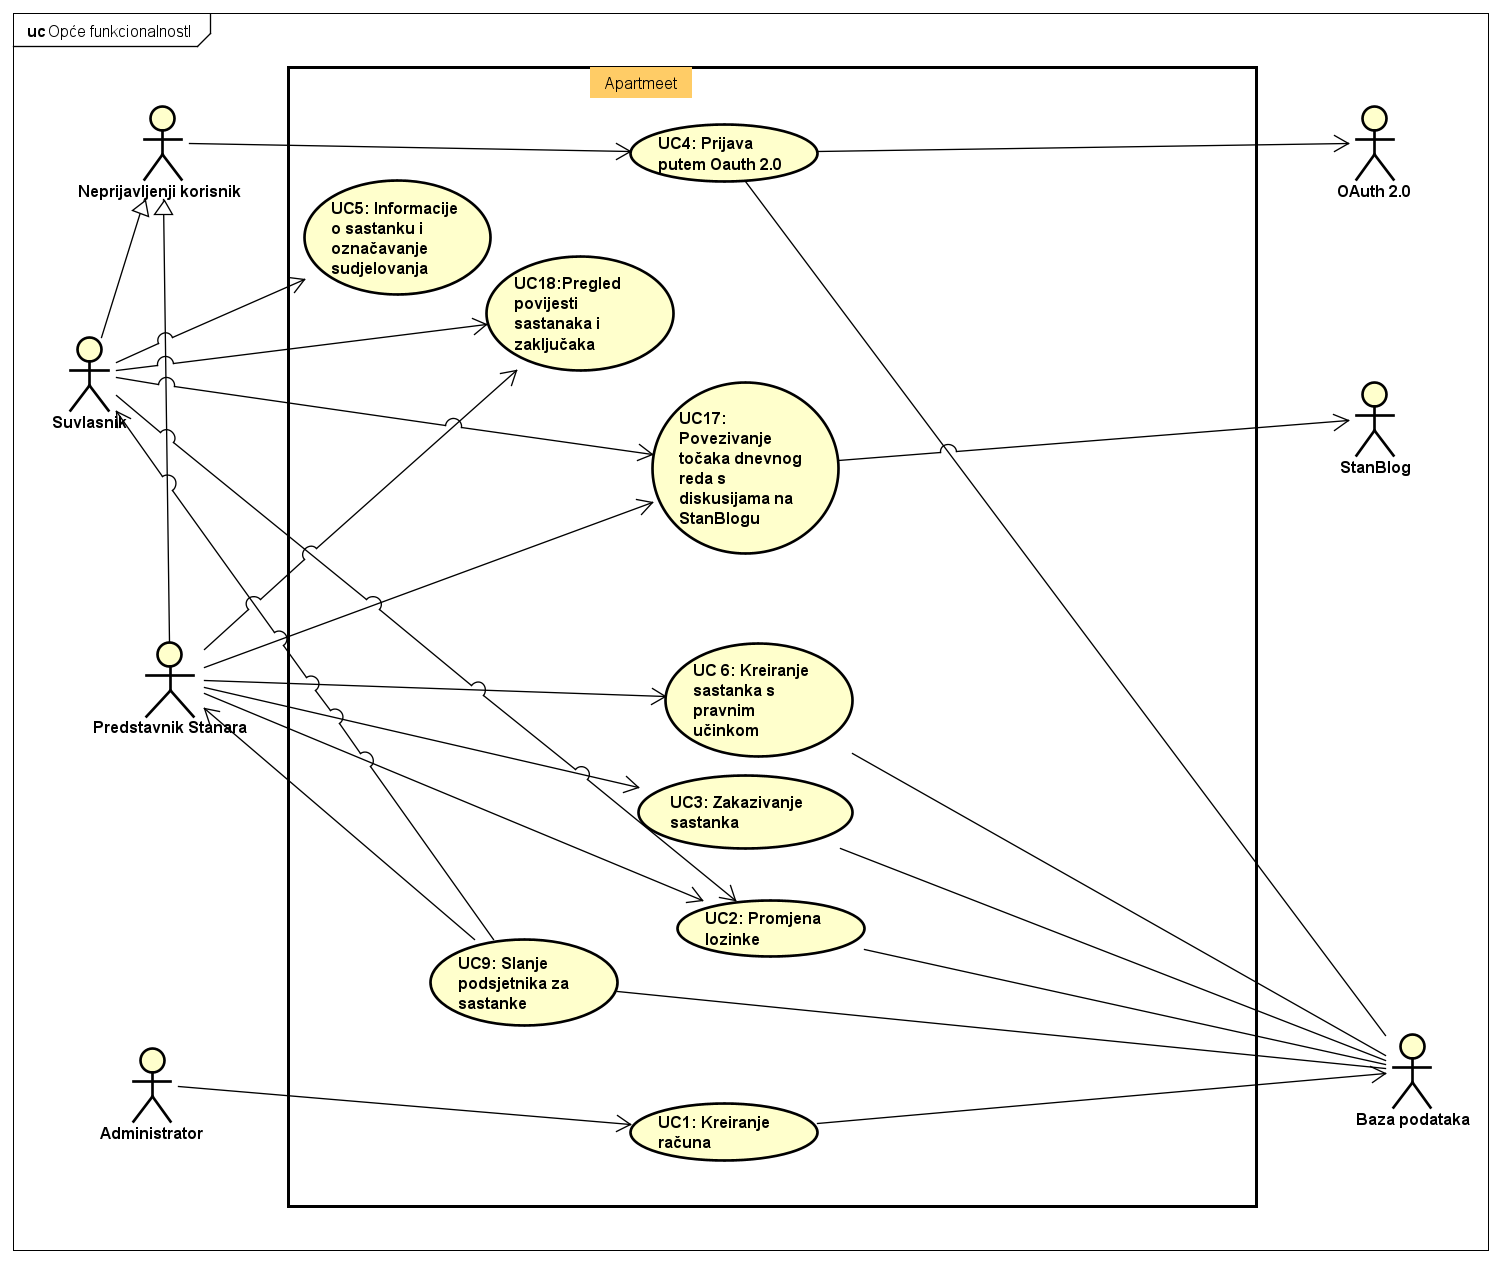 uc Opće funkcionalnostI
Apartmeet
Neprijavljenji korisnik
UC4: Prijava
putem Oauth 2.0
OAuth 2.0
UC5: Informacije
o sastanku i
označavanje
sudjelovanja
UC18:Pregled
povijesti
sastanaka i
zaključaka
Suvlasnik
UC17:
Povezivanje
točaka dnevnog
reda s
diskusijama na
StanBlogu
StanBlog
Predstavnik Stanara
UC 6: Kreiranje
sastanka s
pravnim
učinkom
UC3: Zakazivanje
sastanka
UC2: Promjena
lozinke
UC9: Slanje
podsjetnika za
sastanke
Administrator
UC1: Kreiranje
računa
Baza podataka